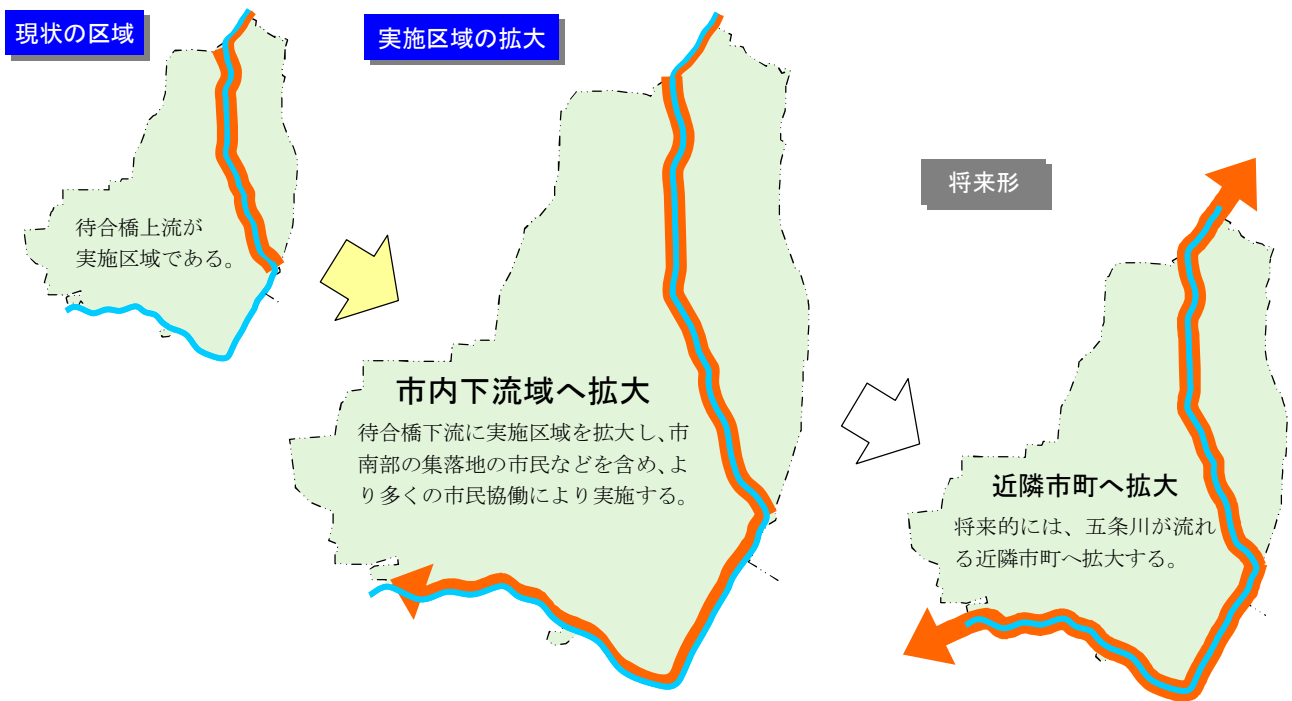 現状の区域
待合橋上流が
実施区域である。
実施区域の拡大
市内下流域へ拡大
待合橋下流に実施区域を拡大し、市
南部の集落地の市民などを含め、よ
り多くの市民協働により実施する。
将来形
近隣市町へ拡大
将来的には、五条川が流れ
る近隣市町へ拡大する。